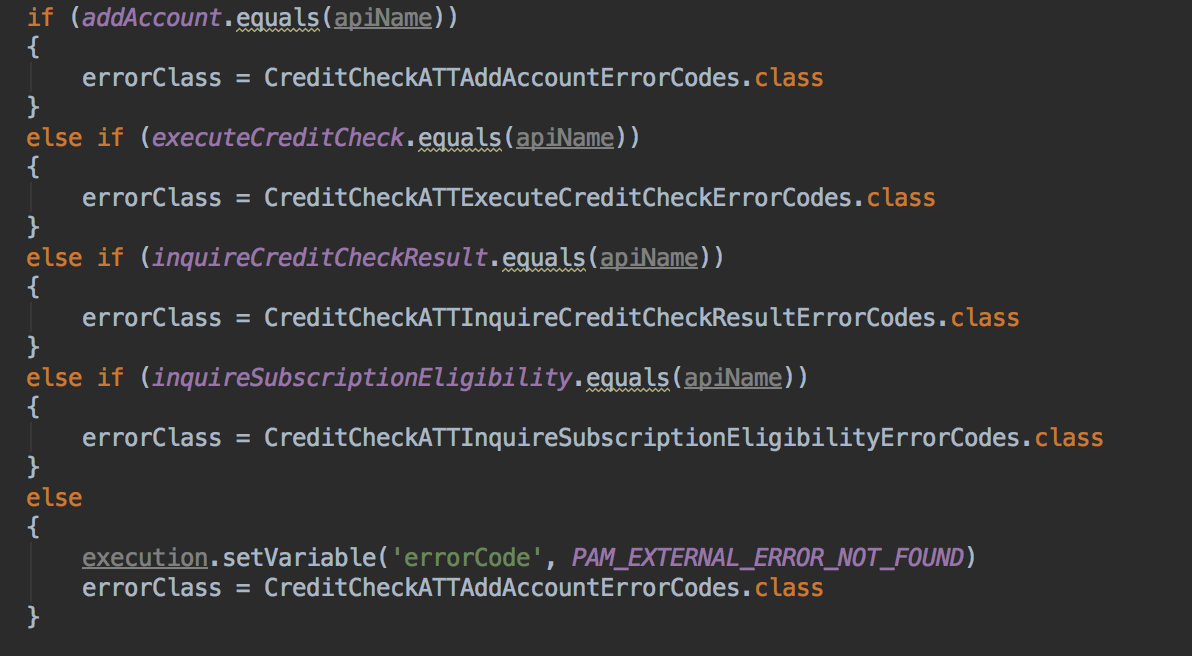 if (addAccount.equals(apiName))
{
    errorClass = CreditCheckATTAddAccountErrorCodes.class
}
else if (executeCreditCheck.equals(apiName))
{
    errorClass = CreditCheckATTExecuteCreditCheckErrorCodes.class
}
else if (inquireCreditCheckResult.equals(apiName))
{
    errorClass = CreditCheckATTInquireCreditCheckResultErrorCodes.class
}
else if (inquireSubscriptionEligibility.equals(apiName))
{
    errorClass = CreditCheckATTInquireSubscriptionEligibilityErrorCodes.class
}
else
{
    execution.setVariable('errorCode', PAM_EXTERNAL_ERROR_NOT_FOUND)
    errorClass = CreditCheckATTAddAccountErrorCodes.class
}